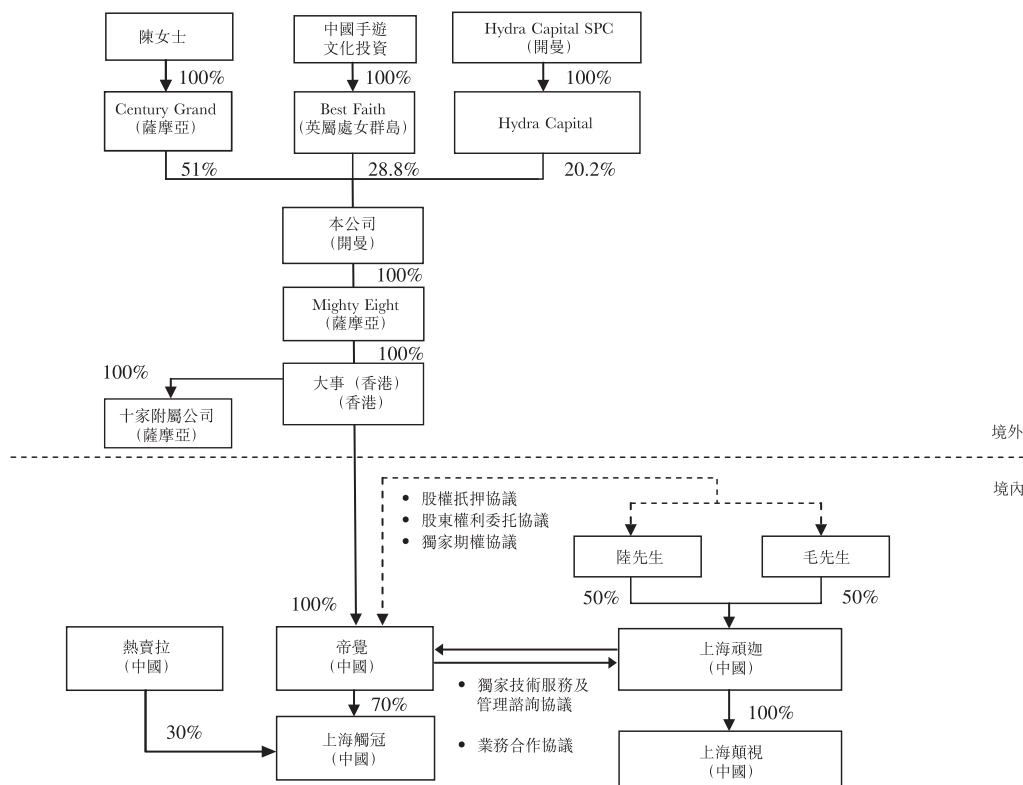 陳女士
中國手遊
文化投資
Hydra Capital SPC
(開曼)
100%
100%
100%
Century Grand
(薩摩亞)
Best Faith
(英屬處女群島)
Hydra Capital
51%
28.8%
20.2%
本公司
(開曼)
100%
Mighty Eight
(薩摩亞)
100%
大事(香港)
(香港)
100%
十家附屬公司
(薩摩亞)
境外
境內
• 股權抵押協議
• 股東權利委托協議
• 獨家期權協議
陸先生
毛先生
50%
50%
100%
熱賣拉
(中國)
帝覺
(中國)
上海頑迦
(中國)
• 獨家技術服務及
管理諮詢協議
70%
100%
30%
• 業務合作協議
上海觸冠
(中國)
上海顛視
(中國)